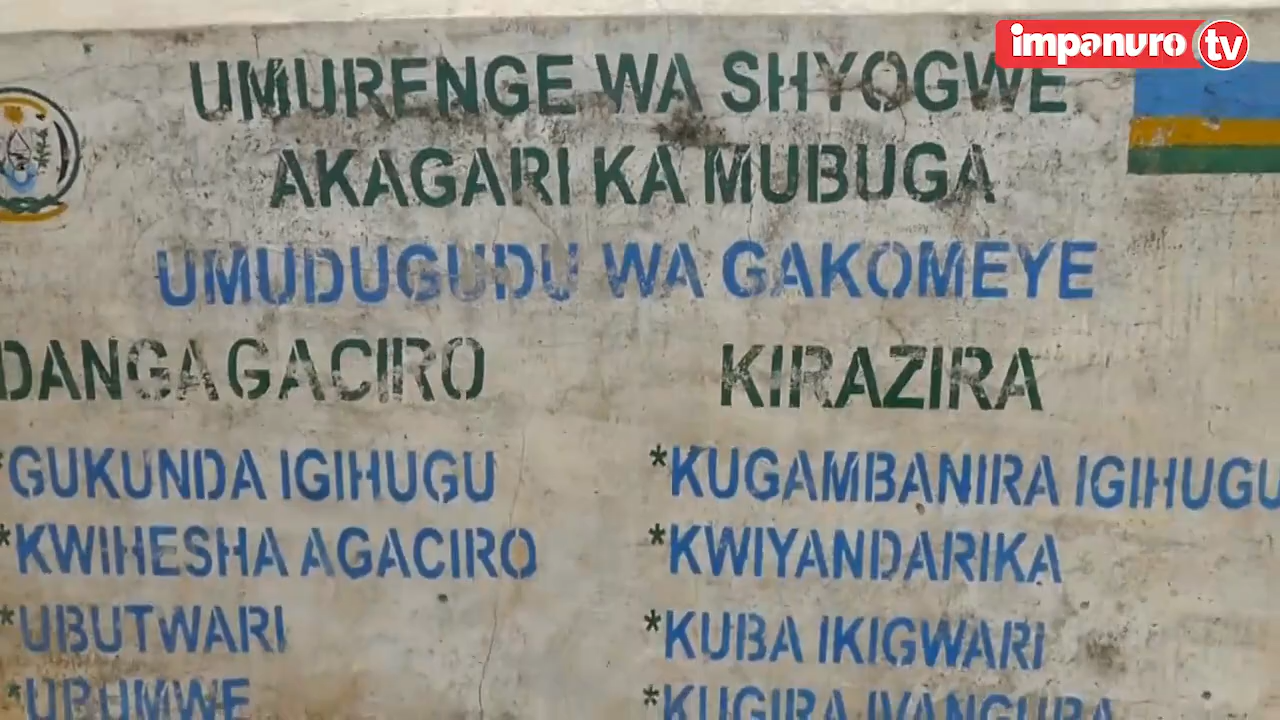 impanuro tv
UMURENGE WA SHYOGWE
AKAGARI KA MUBUGA
UMUDUGUDU WA GAKOMEYE
DANGAGACIRO
KIRAZIRA
*GUKUNDA IGIHUGU
*KUGAMBANIRA IGIHUGU
*KWIHESHA AGACIRO
*KWIYANDARIKA
*UBUTWARI
*KUBA IKIGWARI
*UBUMWE
*KUGIRA IVANGURA